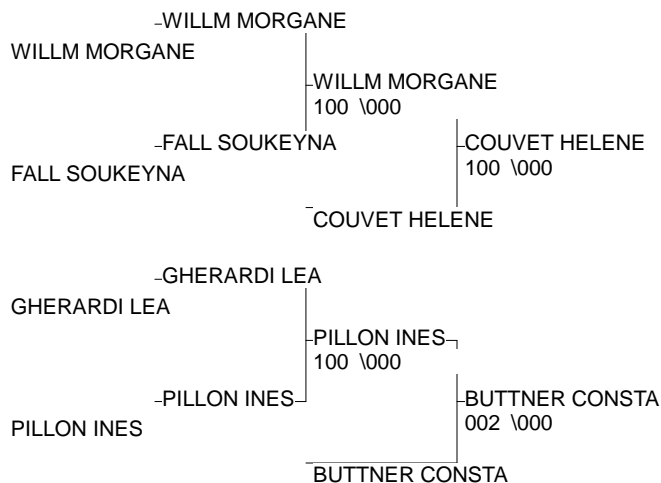 WILLM MORGANE
WILLM MORGANE
WILLM MORGANE
100 \000
FALL SOUKEYNA
COUVET HELENE
100 \000
FALL SOUKEYNA
COUVET HELENE
GHERARDI LEA
GHERARDI LEA
PILLON INES
100 \000
PILLON INES
BUTTNER CONSTA
002 \000
PILLON INES
BUTTNER CONSTA